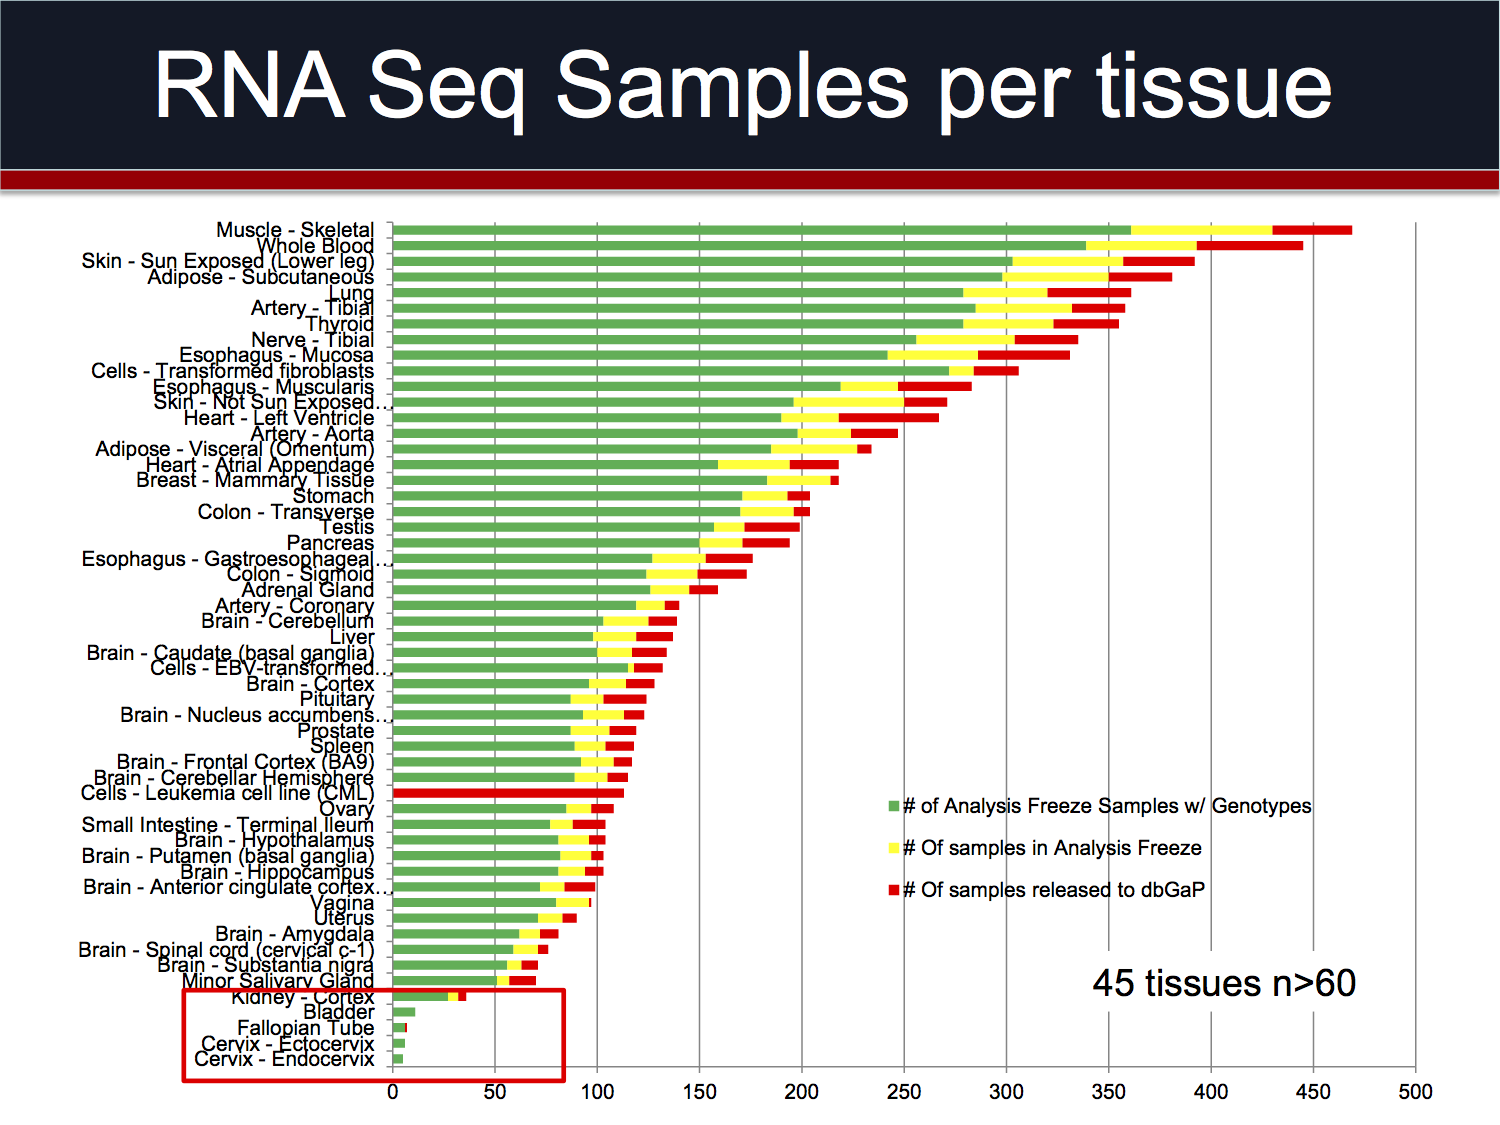 RNA Seq Samples per tissue
Muscle - Skeletal
Whole Blood
Skin - Sun Exposed (Lower leg)
Adipose - Subcutaneous
Lung
Artery - Tibial
Thyroid
Nerve - Tibial
Esophagus - Mucosa
Cells - Transformed fibroblasts
Esophagus - Muscularis
Skin - Not Sun Exposed…
Heart - Left Ventricle
Artery - Aorta
Adipose - Visceral (Omentum)
Heart - Atrial Appendage
Breast - Mammary Tissue
Stomach
Colon - Transverse
Testis
Pancreas
Esophagus - Gastroesophageal…
Colon - Sigmoid
Adrenal Gland
Artery - Coronary
Brain - Cerebellum
Liver
Brain - Caudate (basal ganglia)
Cells - EBV-transformed…
Brain - Cortex
Pituitary
Brain - Nucleus accumbens…
Prostate
Spleen
Brain - Frontal Cortex (BA9)
Brain - Cerebellar Hemisphere
Cells - Leukemia cell line (CML)
Ovary
Small Intestine - Terminal Ileum
Brain - Hypothalamus
Brain - Putamen (basal ganglia)
Brain - Hippocampus
Brain - Anterior cingulate cortex…
Vagina
Uterus
Brain - Amygdala
Brain - Spinal cord (cervical c-1)
Brain - Substantia nigra
Minor Salivary Gland
Kidney - Cortex
Bladder
Fallopian Tube
Cervix - Ectocervix
Cervix - Endocervix
# of Analysis Freeze Samples w/ Genotypes
# Of samples in Analysis Freeze
# Of samples released to dbGaP
45 tissues n>60
0 50 100 150 200 250 300 350 400 450 500